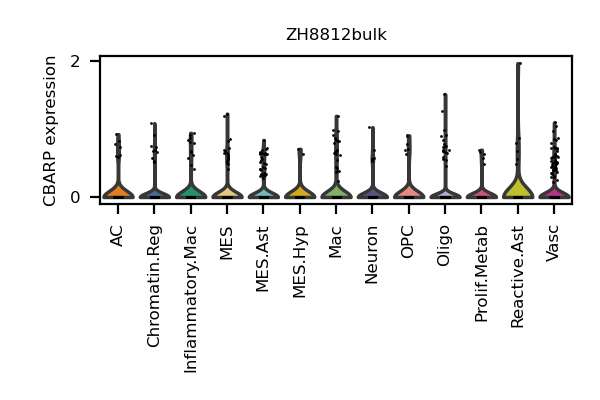 ZH8812bulk
CBARP expression
2
0
AC
Chromatin.Reg
Inflammatory.Mac
MES
MES.Ast
MES.Hyp
Mac
Neuron
OPC
Oligo
Prolif.Metab
Reactive.Ast
Vasc